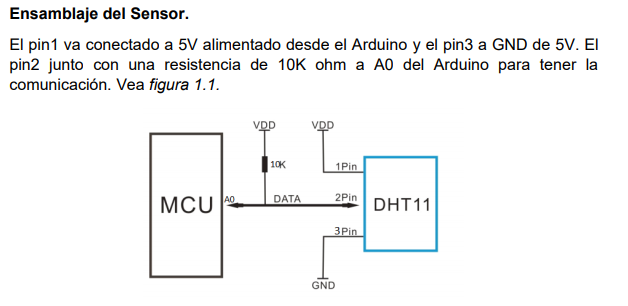 Ensamblaje del Sensor.
El pin1 va conectado a 5V alimentado desde el Arduino y el pin3 a GND de 5V. El
pin2 junto con una resistencia de 10K ohm a A0 del Arduino para tener la
comunicación. Vea figura 1.1.
VDD VDD
10K
1Pin
MCU A0 DATA 2Pin DHT11
3Pin
GND